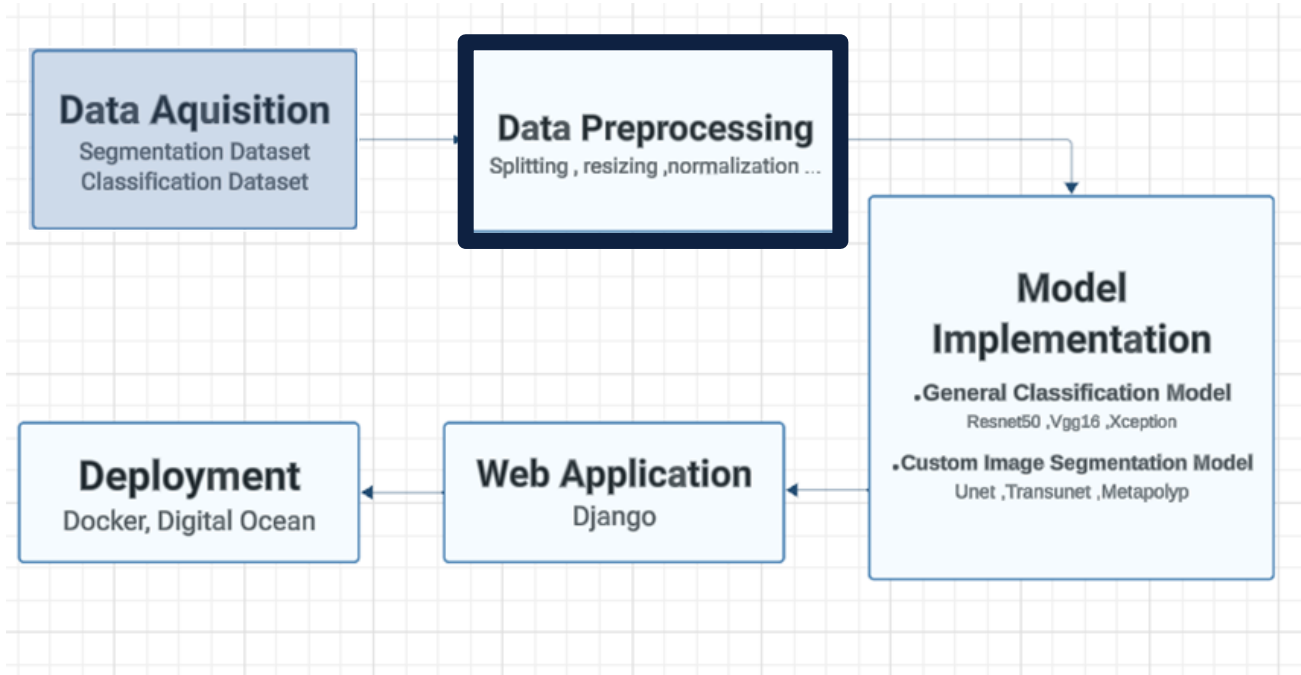 Data Aquisition
Segmentation Dataset
Classification Dataset
Data Preprocessing
Splitting , resizing ,normalization ...
Model
Implementation
.General Classification Model
Resnet50 ,Vgg16 ,Xception
.Custom Image Segmentation Model
Unet ,Transunet ,Metapolyp
Web Application
Django
Deployment
Docker, Digital Ocean